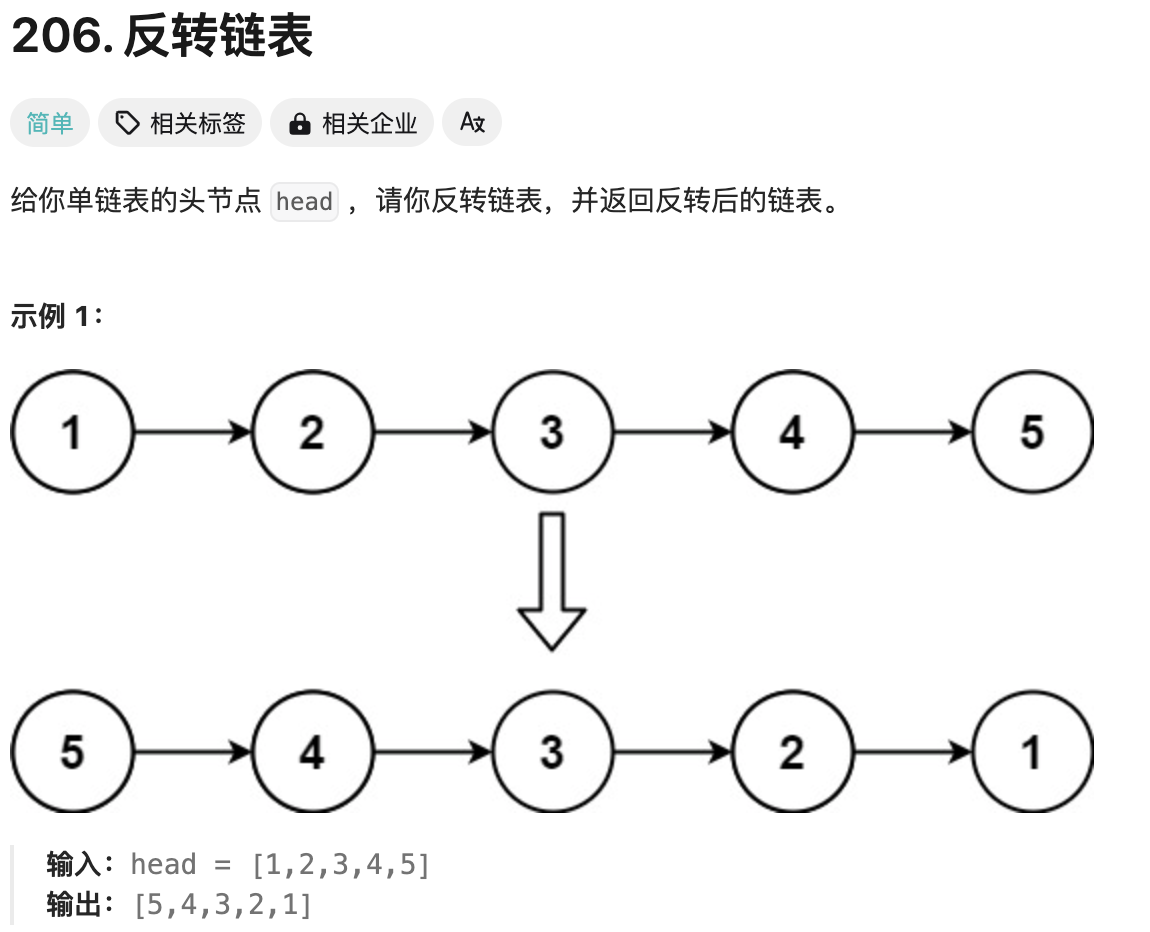 206. 反转链表
简单 相关标签 相关企业 A文
给你单链表的头节点 head ，请你反转链表，并返回反转后的链表。
示例 1：
1 2 3 4 5
5 4 3 2 1
输入：head = [1,2,3,4,5]
输出：[5,4,3,2,1]